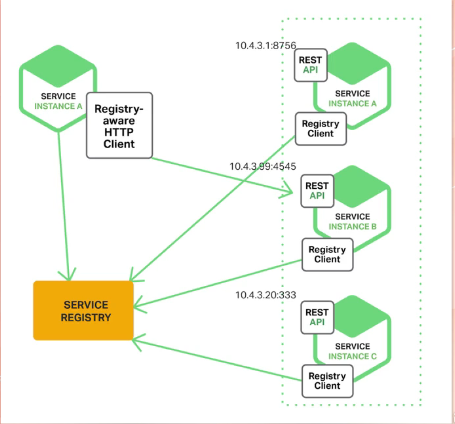 SERVICE
INSTANCE A
Registry-
aware
HTTP
Client
SERVICE
REGISTRY
10.4.3.1:8756
REST
API
SERVICE
INSTANCE A
Registry
Client
10.4.3.99:4545
REST
API
SERVICE
INSTANCE B
Registry
Client
10.4.3.20:333
REST
API
SERVICE
INSTANCE C
Registry
Client